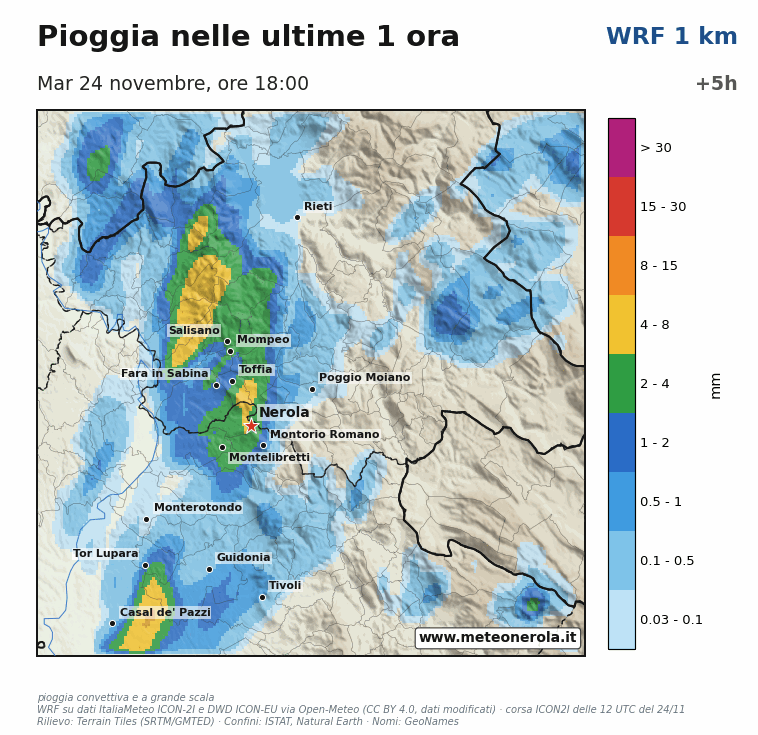 Pioggia nelle ultime 1 ora
WRF 1 km
Mar 24 novembre, ore 18:00
+5h
Rieti
Salisano
Mompeo
Fara in Sabina
Toffia
Poggio Moiano
Nerola
Montorio Romano
Montelibretti
Monterotondo
Tor Lupara
Guidonia
Tivoli
Casal de' Pazzi
www.meteonerola.it
> 30
15 - 30
8 - 15
4 - 8
2 - 4
1 - 2
0.5 - 1
0.1 - 0.5
0.03 - 0.1
mm
pioggia convettiva e a grande scala
WRF su dati ItaliaMeteo ICON-2I e DWD ICON-EU via Open-Meteo (CC BY 4.0, dati modificati) · corsa ICON2I delle 12 UTC del 24/11
Rilievo: Terrain Tiles (SRTM/GMTED) · Confini: ISTAT, Natural Earth · Nomi: GeoNames